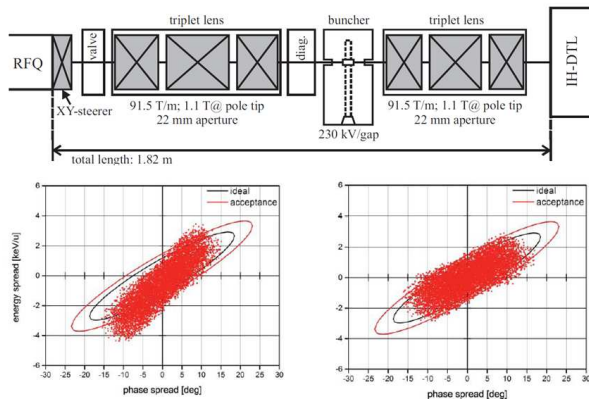 triplet lens
buncher
triplet lens
RFQ
valve
diag.
IH-DTL
XY-steerer
91.5 T/m; 1.1 T@ pole tip
22 mm aperture
230 kV/gap
91.5 T/m; 1.1 T@ pole tip
22 mm aperture
total length: 1.82 m
6
4
2
0
-2
-4
-6
energy spread [keV/u]
ideal
acceptance
-30 -25 -20 -15 -10 -5 0 5 10 15 20 25 30
phase spread [deg]
6
4
2
0
-2
-4
-6
ideal
acceptance
-30 -25 -20 -15 -10 -5 0 5 10 15 20 25 30
phase spread [deg]